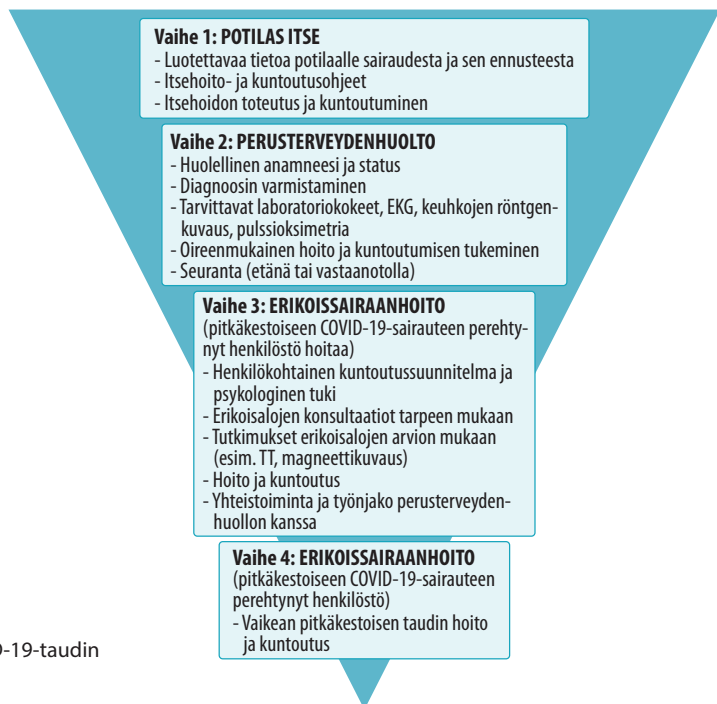 Vaihe 1: POTILAS ITSE
- Luotettavaa tietoa potilaalle sairaudesta ja sen ennusteesta
- Itsehoito- ja kuntoutusohjeet
- Itsehoidon toteutus ja kuntoutuminen
Vaihe 2: PERUSTERVEYDENHUOLTO
- Huolellinen anamneesi ja status
- Diagnoosin varmistaminen
- Tarvittavat laboratoriokokeet, EKG, keuhkojen röntgen-
kuvaus, pulssioksimetria
- Oireenmukainen hoito ja kuntoutumisen tukeminen
- Seuranta (etänä tai vastaanotolla)
Vaihe 3: ERIKOISSAIRAANHOITO
(pitkäkestoiseen COVID-19-sairauteen perehty-
nyt henkilöstö hoitaa)
- Henkilökohtainen kuntoutussuunnitelma ja
psykologinen tuki
- Erikoisalojen konsultaatiot tarpeen mukaan
- Tutkimukset erikoisalojen arvion mukaan
(esim. TT, magneettikuvaus)
- Hoito ja kuntoutus
- Yhteistoiminta ja työnjako perusterveyden-
huollon kanssa
Vaihe 4: ERIKOISSAIRAANHOITO
(pitkäkestoiseen COVID-19-sairauteen
perehtynyt henkilöstö)
- Vaikean pitkäkestoisen taudin hoito
ja kuntoutus
-19-taudin